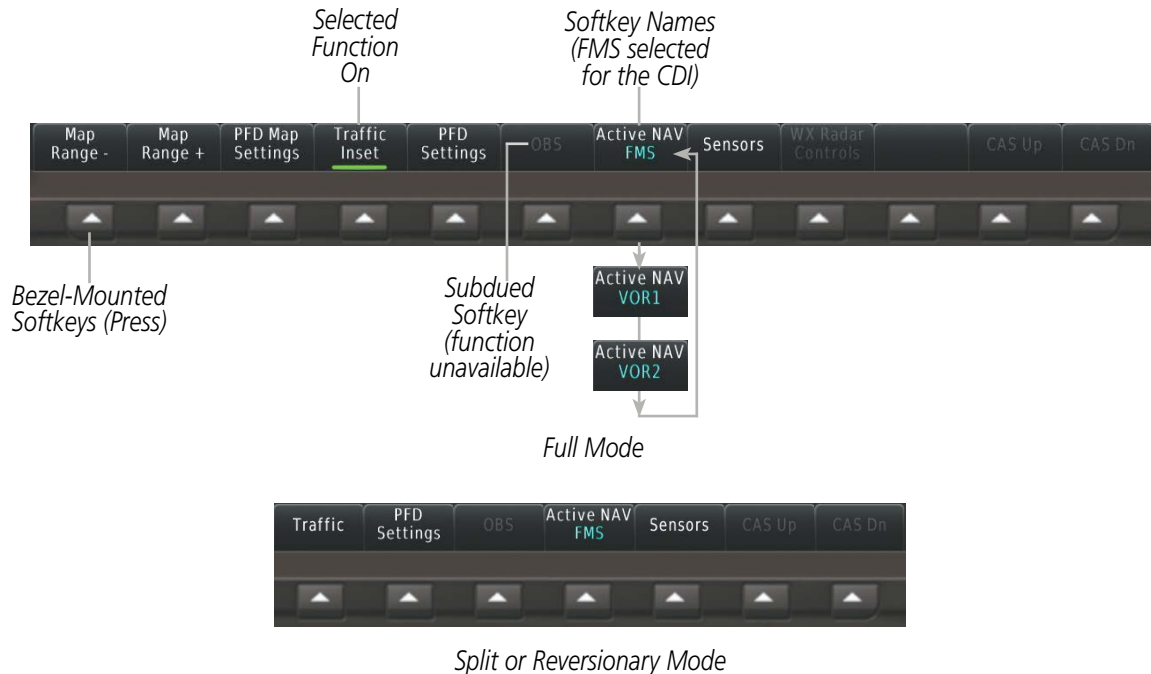 Selected
Function
On
Softkey Names
(FMS selected
for the CDI)
Map
Range -
Map
Range +
PFD Map
Settings
Traffic
Inset
PFD
Settings
OBS
Active NAV
FMS
Sensors
WX Radar
Controls
CAS Up
CAS Dn
Bezel-Mounted
Softkeys (Press)
Subdued
Softkey
(function
unavailable)
Active NAV
VOR1
Active NAV
VOR2
Full Mode
Traffic
PFD
Settings
OBS
Active NAV
FMS
Sensors
CAS Up
CAS Dn
Split or Reversionary Mode